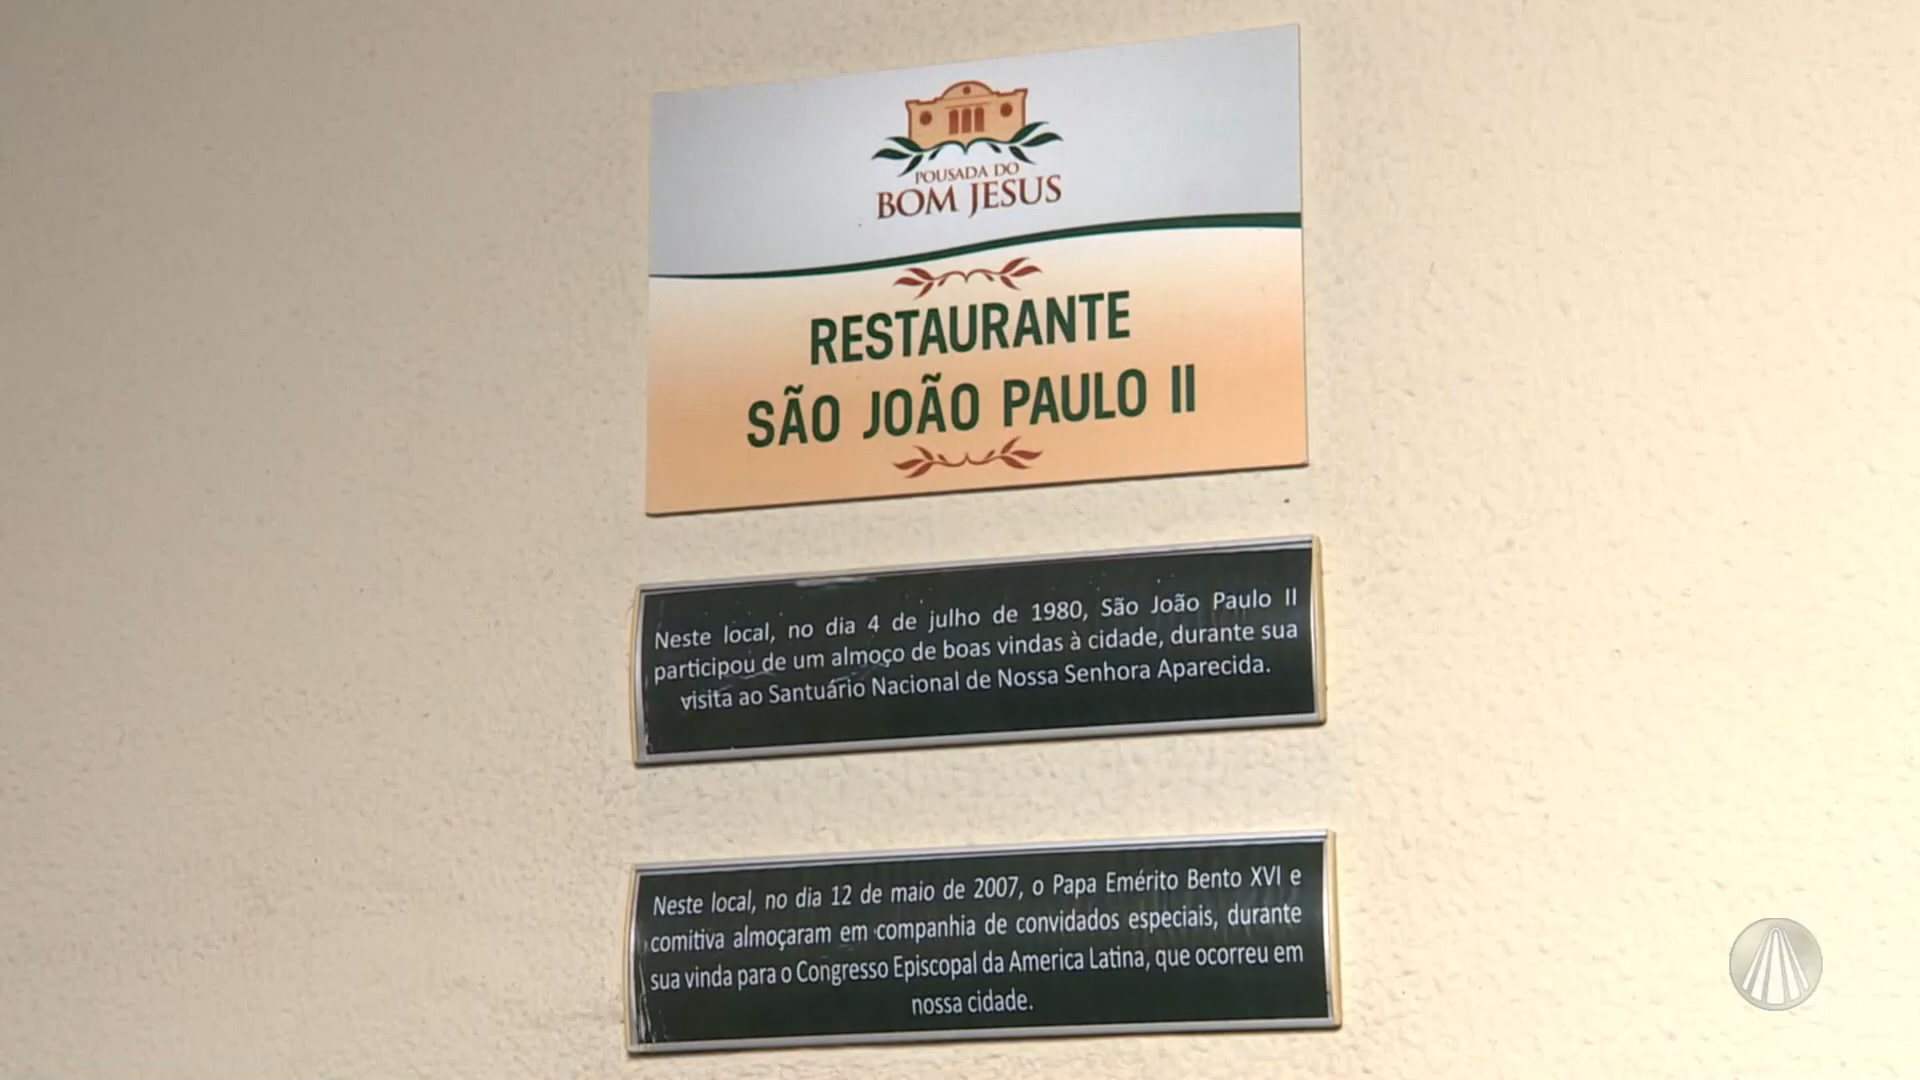 POUSADA DO
BOM JESUS
RESTAURANTE
SÃO JOÃO PAULO II
Neste local, no dia 4 de julho de 1980, São João Paulo II
participou de um almoço de boas vindas à cidade, durante sua
visita ao Santuário Nacional de Nossa Senhora Aparecida.
Neste local, no dia 12 de maio de 2007, o Papa Emérito Bento XVI e
comitiva almoçaram em companhia de convidados especiais, durante
sua vinda para o Congresso Episcopal da America Latina, que ocorreu em
nossa cidade.